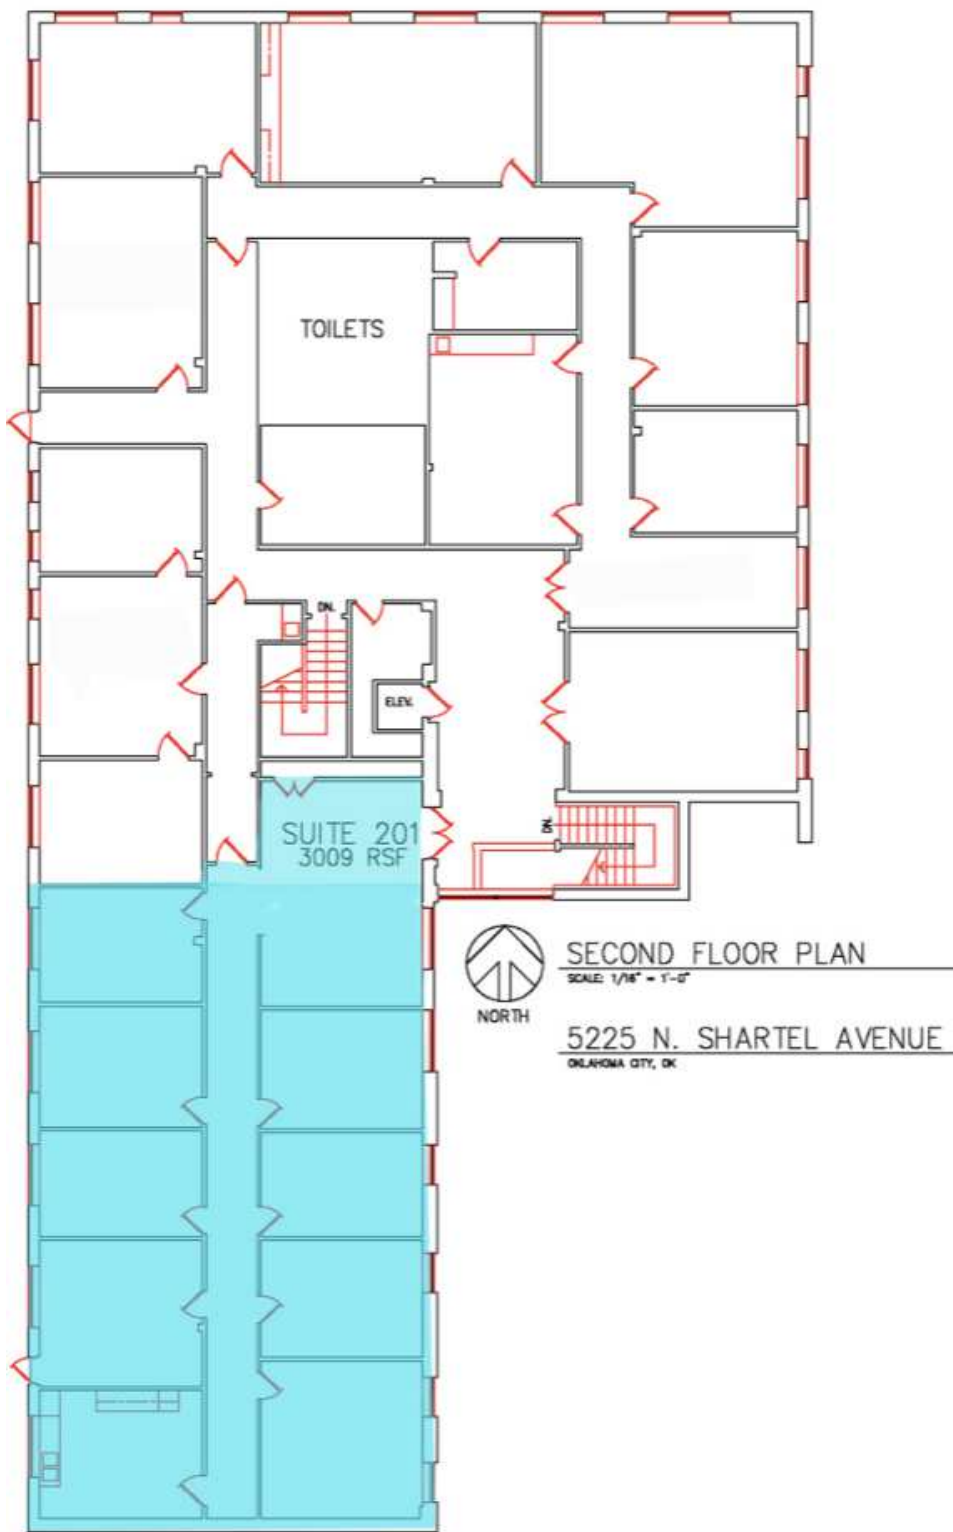 TOILETS
DN.
ELEV.
SUITE 201
3009 RSF
DN.
SECOND FLOOR PLAN
SCALE: 1/16" = 1'-0"
NORTH
5225 N. SHARTEL AVENUE
OKLAHOMA CITY, OK